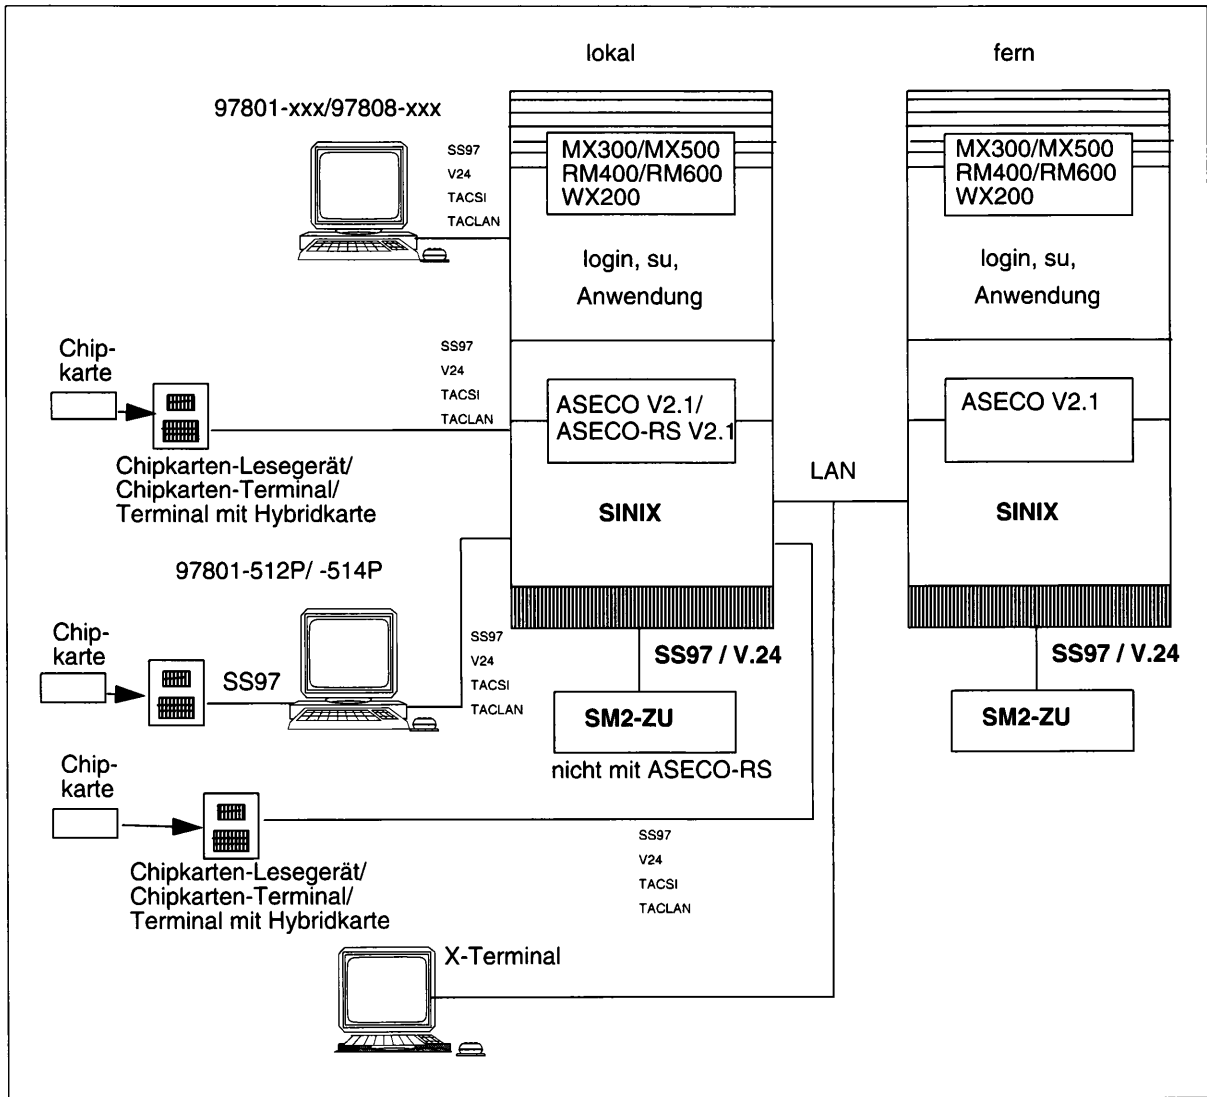 lokal
fern
97801-xxx/97808-xxx
SS97
V24
TACSI
TACLAN
MX300/MX500
RM400/RM600
WX200
MX300/MX500
RM400/RM600
WX200
login, su,
Anwendung
login, su,
Anwendung
Chip-
karte
SS97
V24
TACSI
TACLAN
Chipkarten-Lesegerät/
Chipkarten-Terminal/
Terminal mit Hybridkarte
ASECO V2.1/
ASECO-RS V2.1
ASECO V2.1
LAN
SINIX
SINIX
97801-512P/ -514P
Chip-
karte
SS97
SS97
V24
TACSI
TACLAN
SS97 / V.24
SS97 / V.24
SM2-ZU
SM2-ZU
nicht mit ASECO-RS
Chip-
karte
Chipkarten-Lesegerät/
Chipkarten-Terminal/
Terminal mit Hybridkarte
SS97
V24
TACSI
TACLAN
X-Terminal